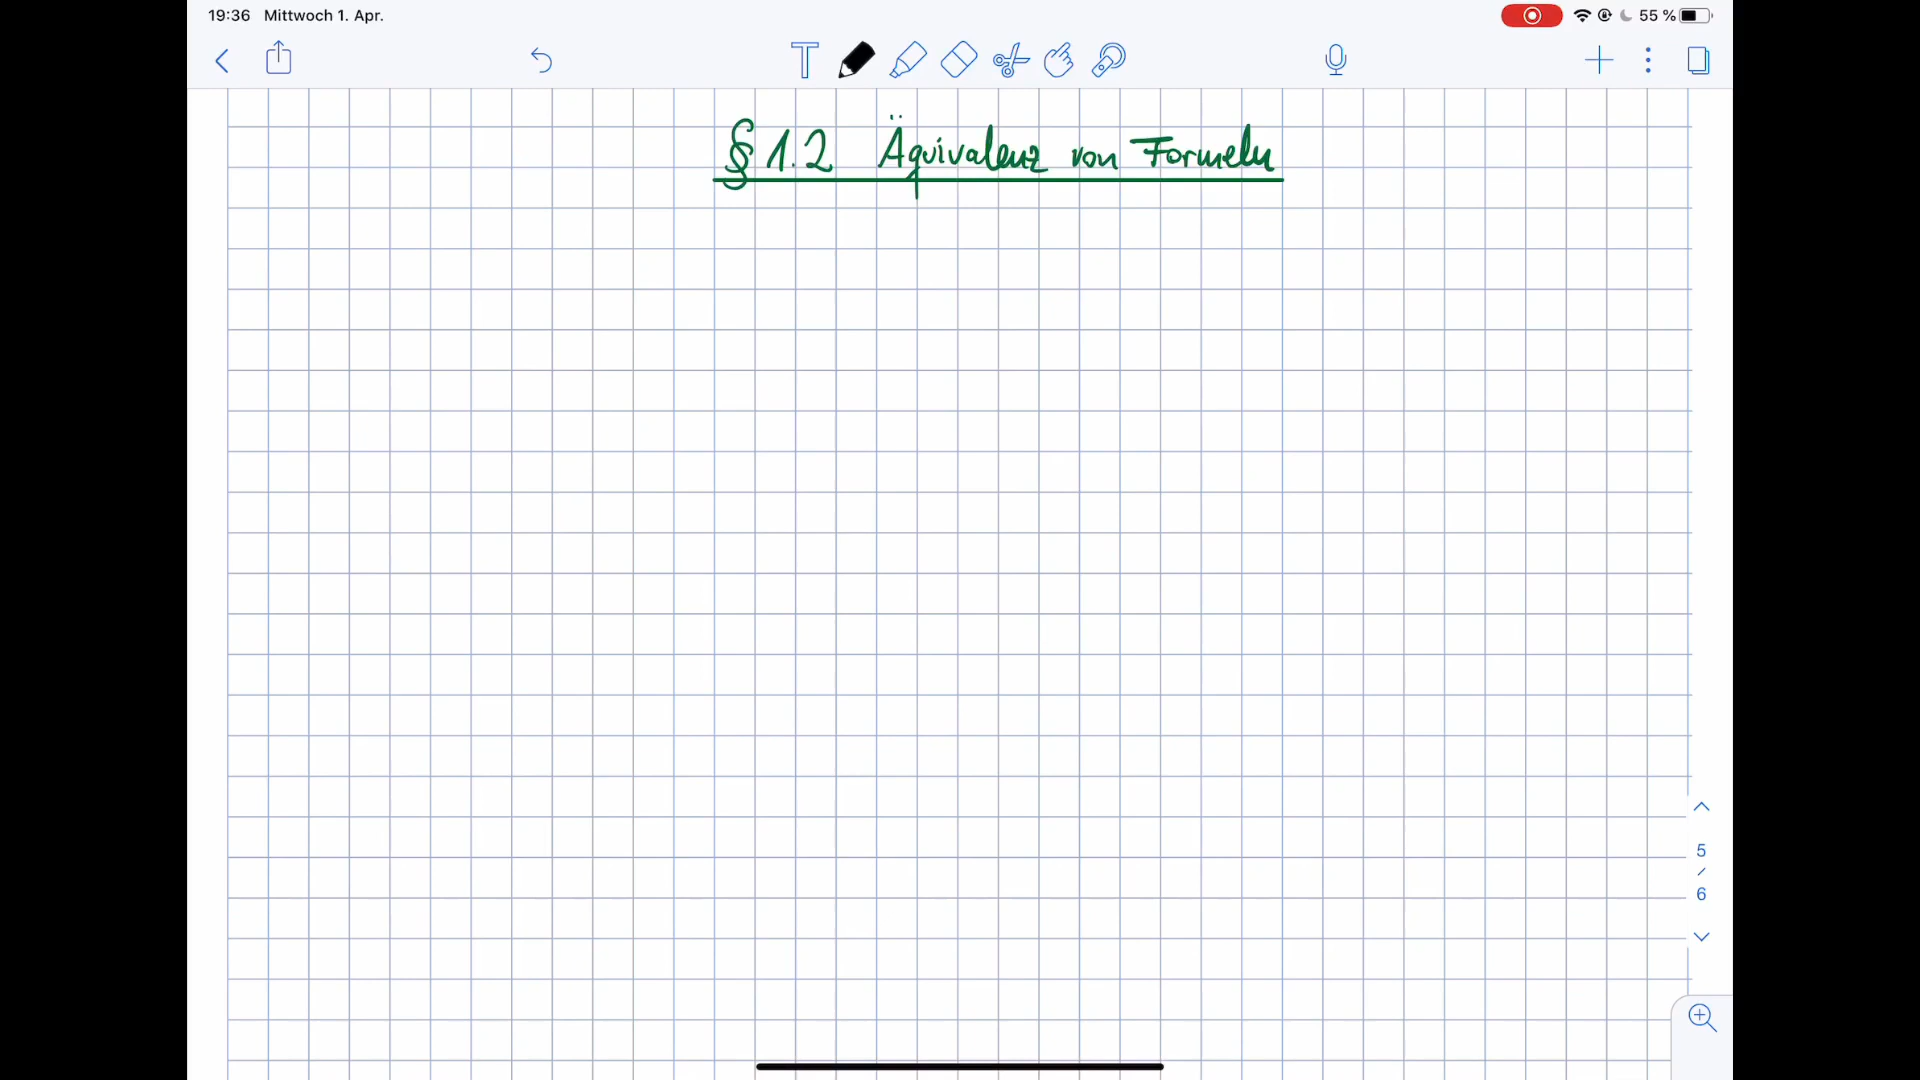 19:36 Mittwoch 1. Apr. 55 %
T
§ 1.2 Äquivalenz von Formeln
5
/
6